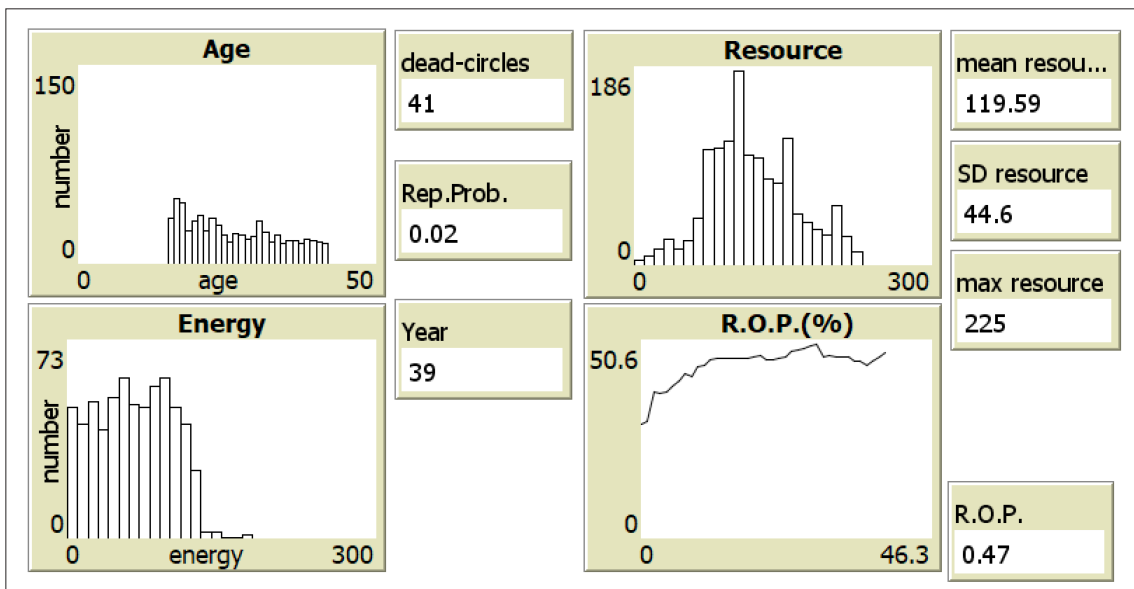 Age
150
number
0
0
age
50
dead-circles
41
Rep.Prob.
0.02
Resource
186
0
0
300
mean resou...
119.59
SD resource
44.6
max resource
225
Energy
73
number
0
0
energy
300
Year
39
R.O.P.(%)
50.6
0
0
46.3
R.O.P.
0.47